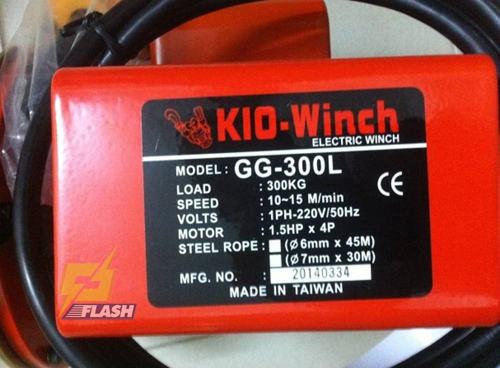 KIO-Winch
ELECTRIC WINCH
MODEL : GG-300L
LOAD : 300KG
SPEED : 10~15 M/min
VOLTS : 1PH-220V/50Hz
MOTOR : 1.5HP x 4P
STEEL ROPE : (Ø6mm x 45M)
(Ø7mm x 30M)
MFG. NO. : 20140334
MADE IN TAIWAN
CE
FLASH